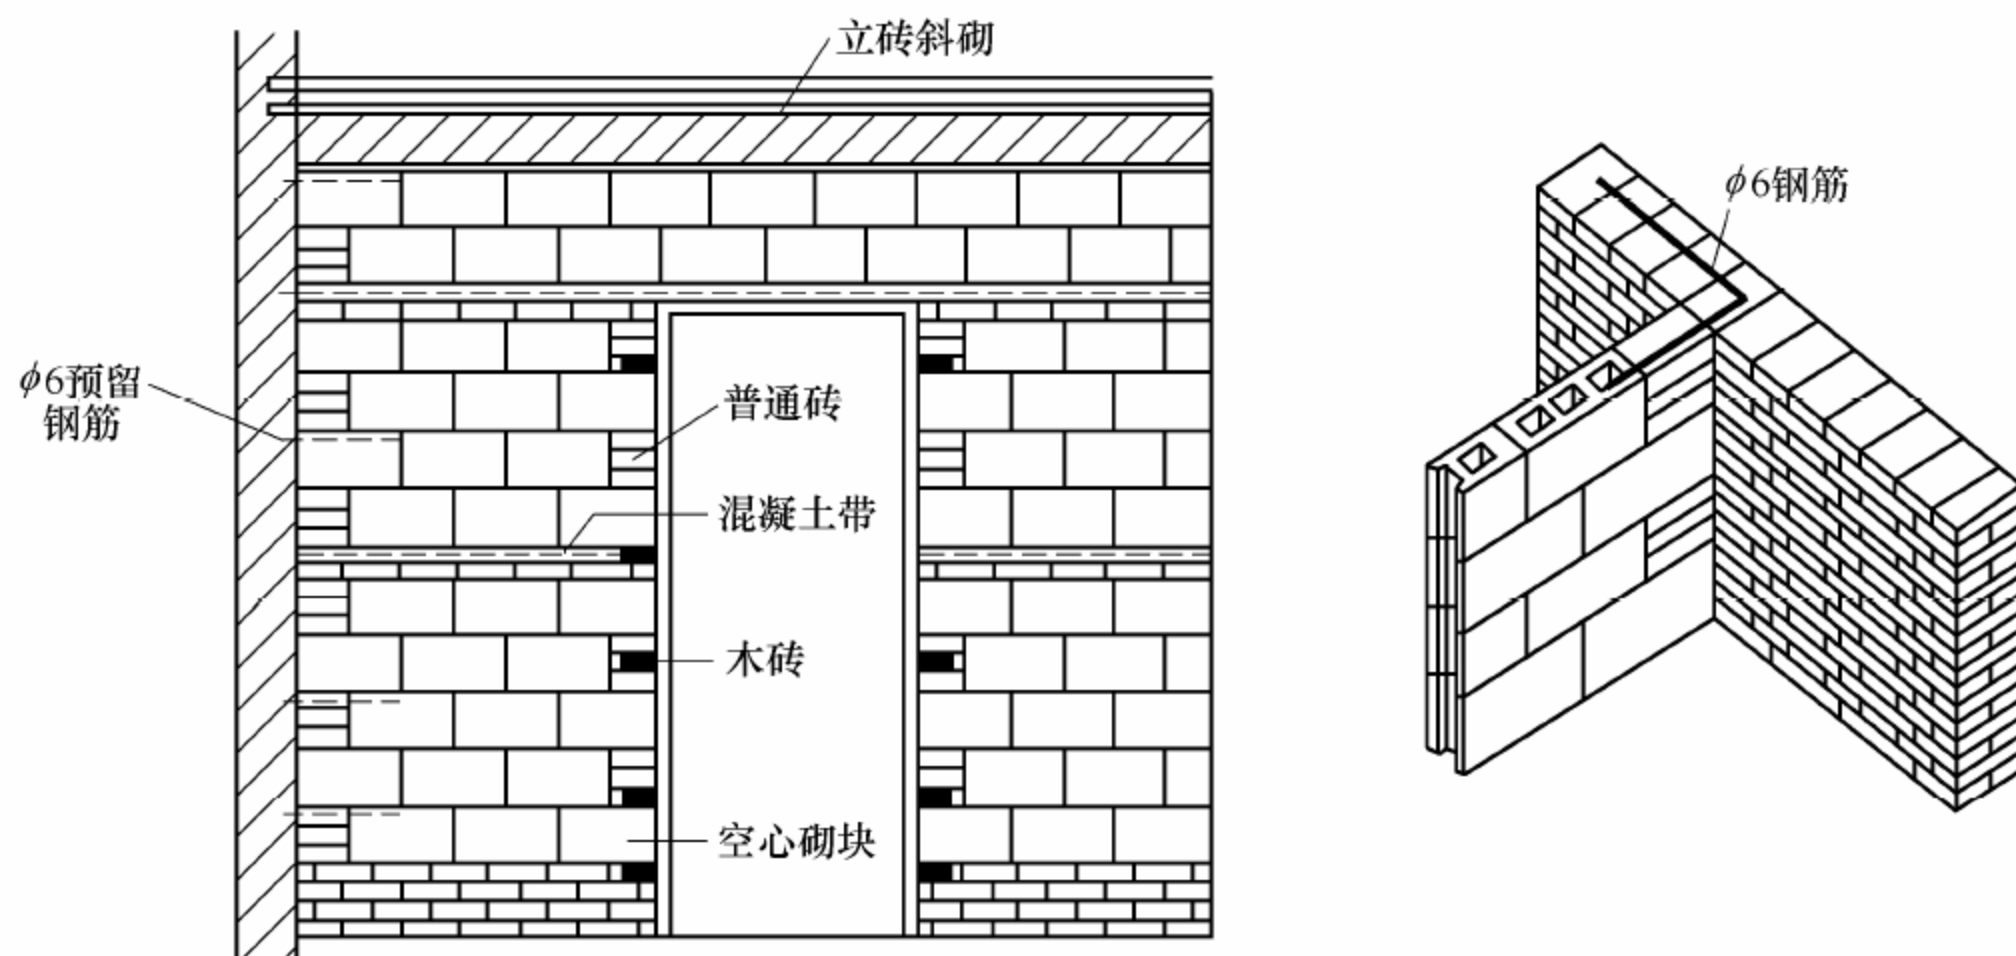 立砖斜砌
ϕ6钢筋
ϕ6预留
钢筋
普通砖
混凝土带
木砖
空心砌块